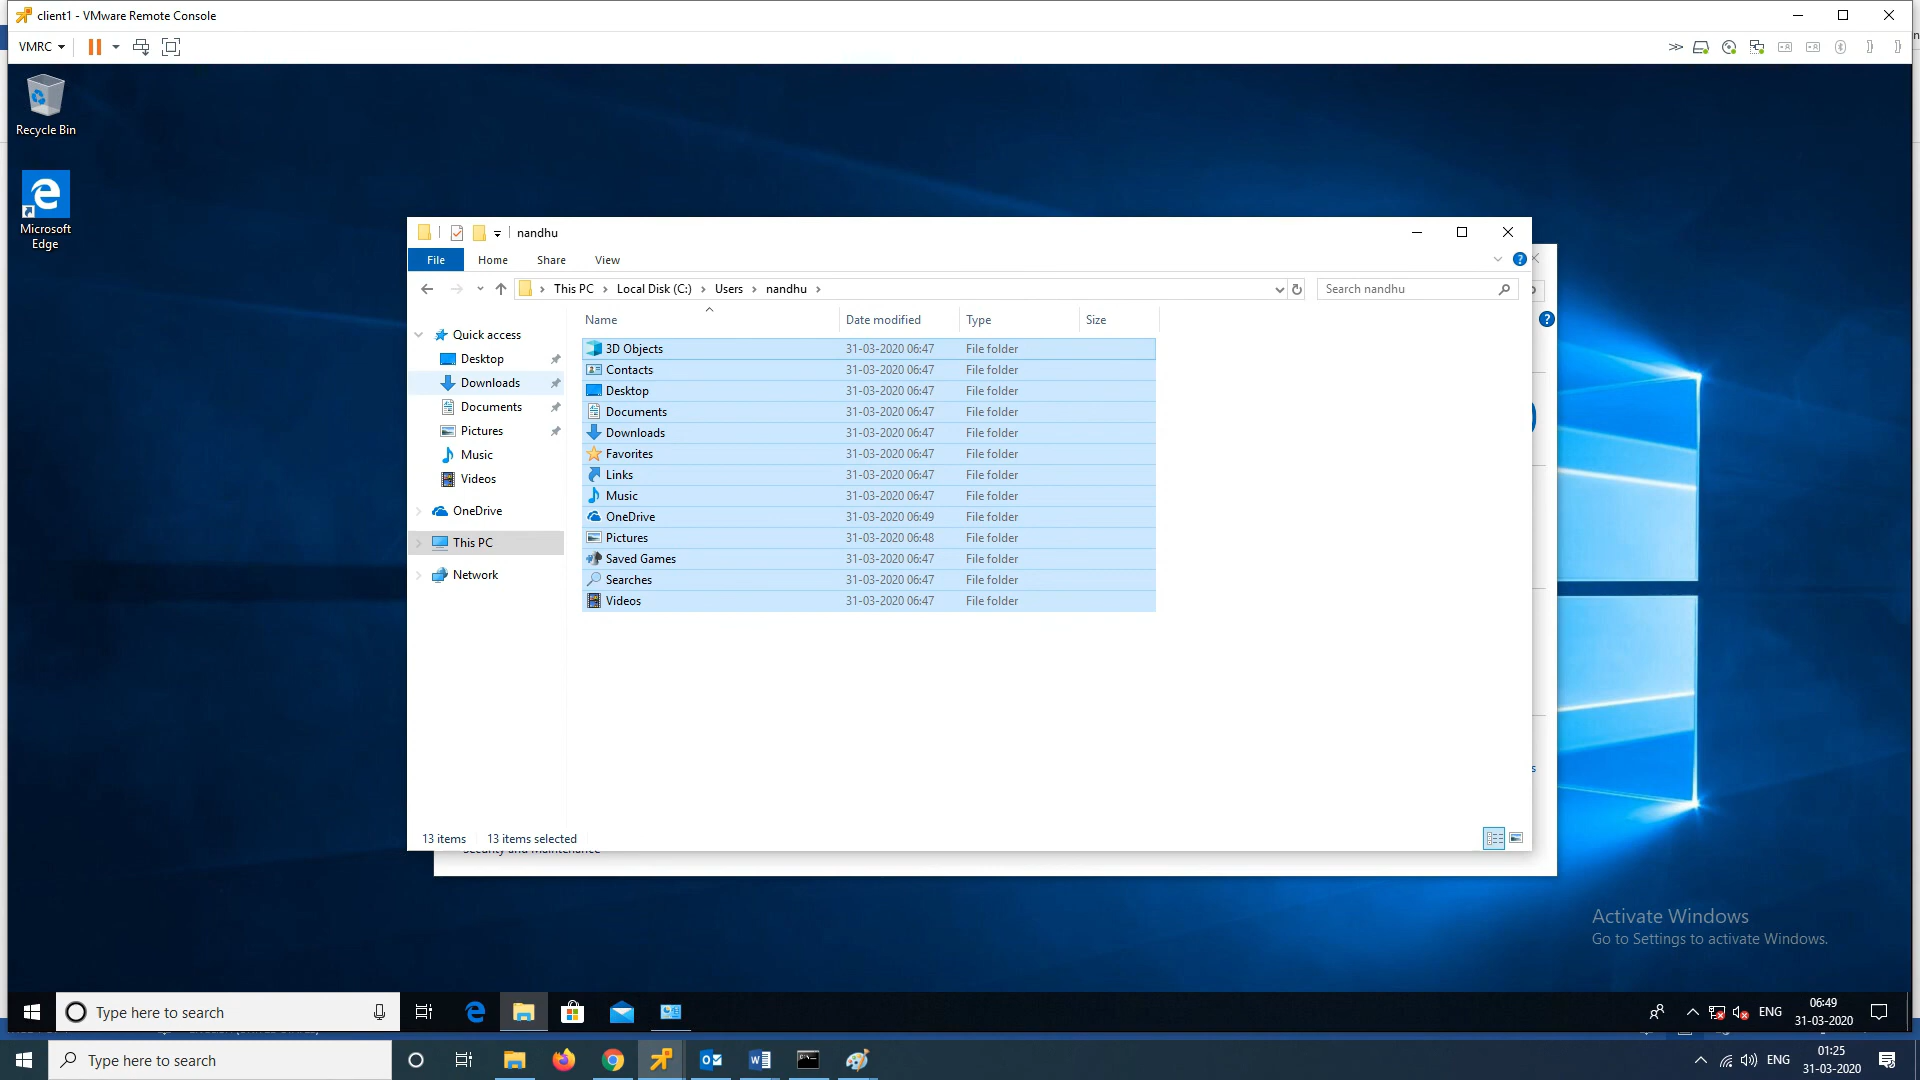 client1 - VMware Remote Console
VMRC
Recycle Bin
Microsoft
Edge
nandhu
File Home Share View
This PC Local Disk (C:) Users nandhu
Search nandhu
Name Date modified Type Size
Quick access
Desktop
Downloads
Documents
Pictures
Music
Videos
OneDrive
This PC
Network
3D Objects 31-03-2020 06:47 File folder
Contacts 31-03-2020 06:47 File folder
Desktop 31-03-2020 06:47 File folder
Documents 31-03-2020 06:47 File folder
Downloads 31-03-2020 06:47 File folder
Favorites 31-03-2020 06:47 File folder
Links 31-03-2020 06:47 File folder
Music 31-03-2020 06:47 File folder
OneDrive 31-03-2020 06:49 File folder
Pictures 31-03-2020 06:48 File folder
Saved Games 31-03-2020 06:47 File folder
Searches 31-03-2020 06:47 File folder
Videos 31-03-2020 06:47 File folder
13 items 13 items selected
Security and Maintenance
Activate Windows
Go to Settings to activate Windows.
Type here to search
ENG
06:49
31-03-2020
Type here to search
ENG
01:25
31-03-2020